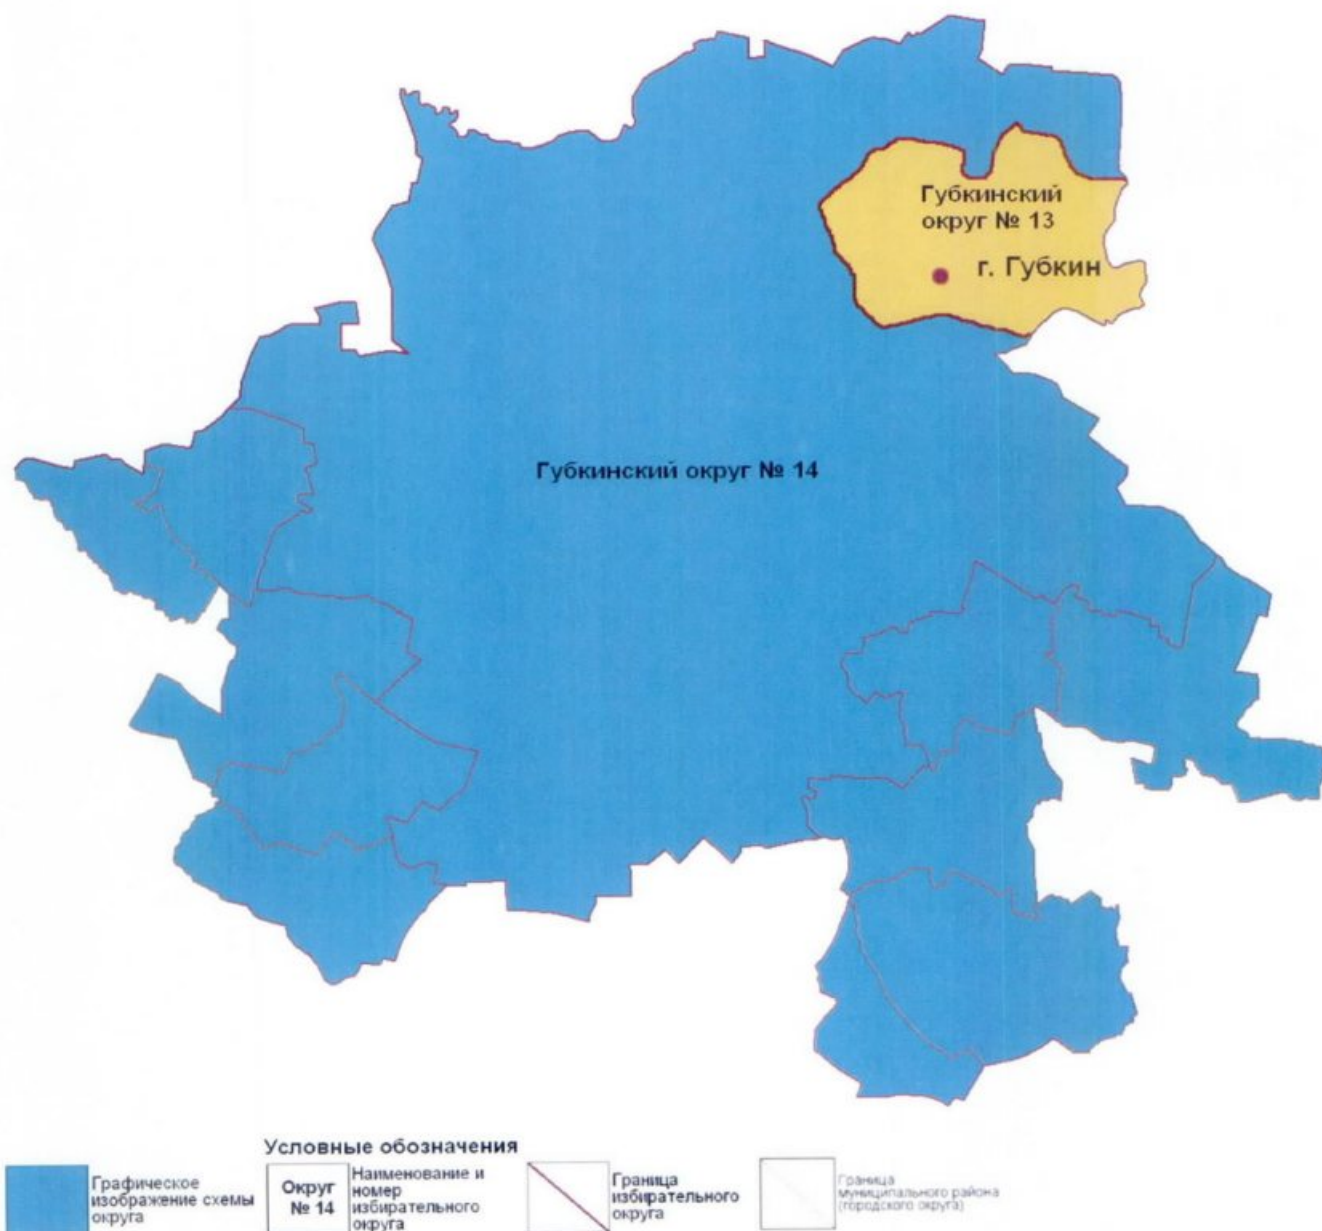 Губкинский
округ № 13
г. Губкин
Губкинский округ № 14
Условные обозначения
Графическое
изображение схемы
округа
Округ
№ 14
Наименование и
номер
избирательного
округа
Граница
избирательного
округа
Граница
муниципального района
(городского округа)